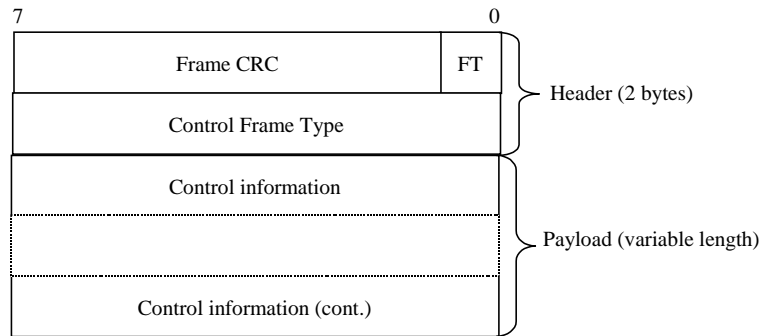 7 0
Frame CRC FT
Header (2 bytes)
Control Frame Type
Control information
Payload (variable length)
Control information (cont.)